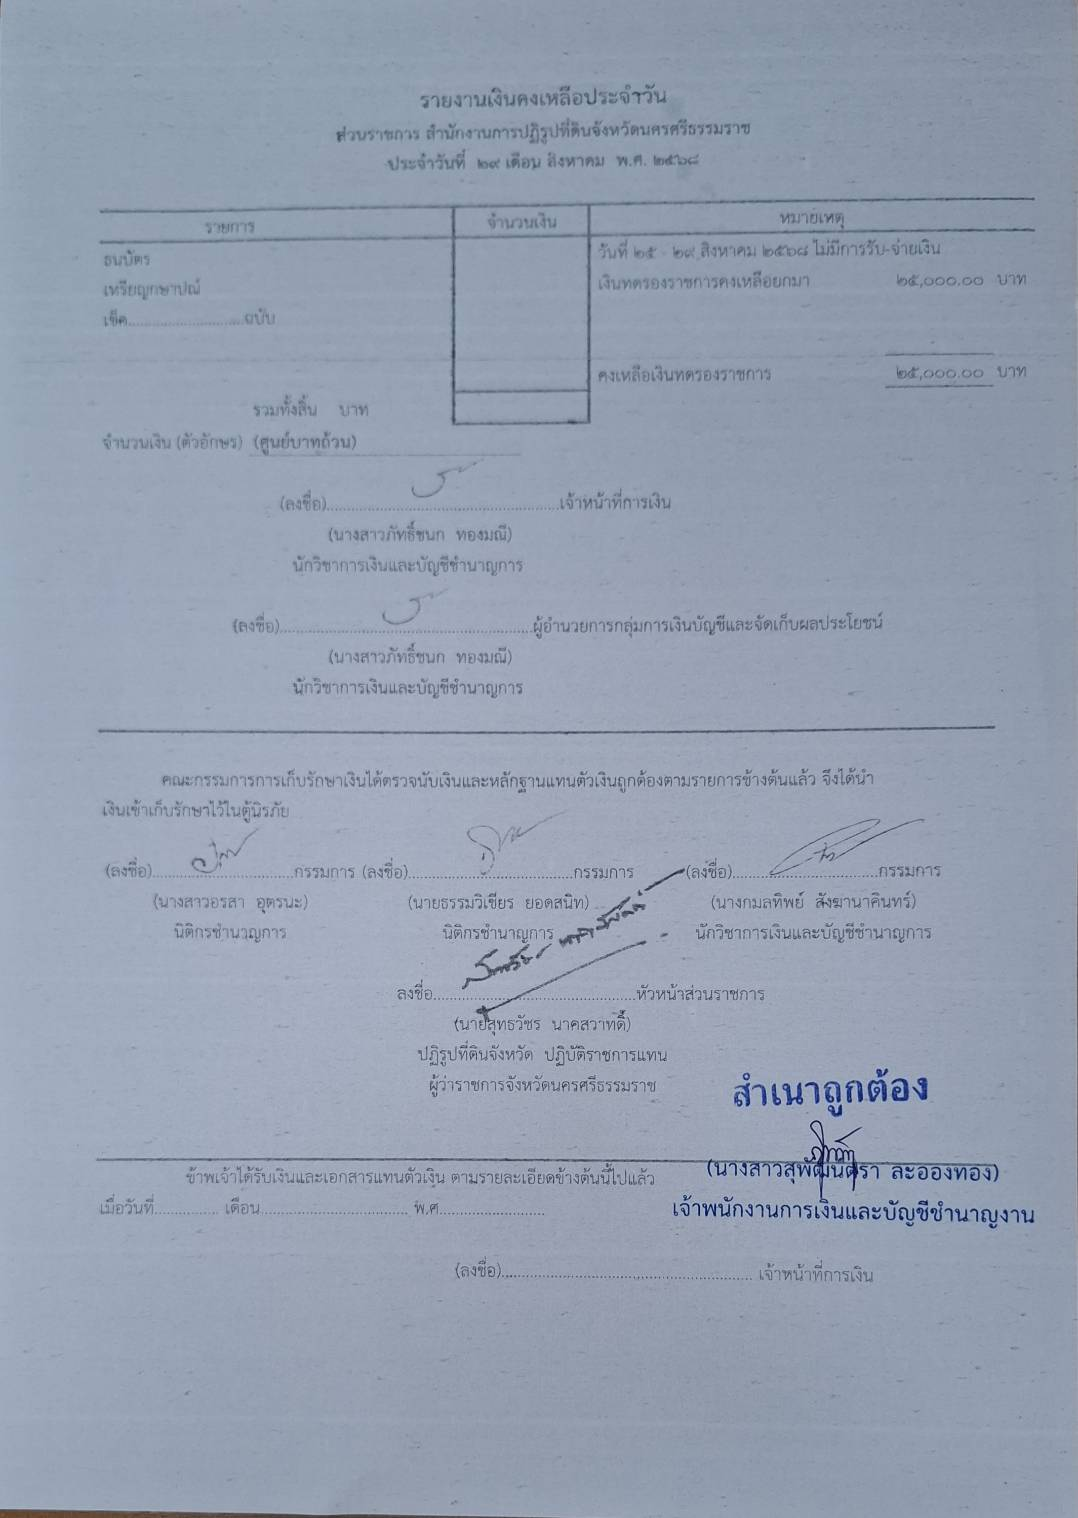 รายงานเงินคงเหลือประจำวัน
ส่วนราชการ สำนักงานการปฏิรูปที่ดินจังหวัดนครศรีธรรมราช
ประจำวันที่ ๒๙ เดือน สิงหาคม พ.ศ. ๒๕๖๘
รายการ จำนวนเงิน หมายเหตุ
ธนบัตร วันที่ ๒๕ - ๒๙ สิงหาคม ๒๕๖๘ ไม่มีการรับ-จ่ายเงิน
เหรียญกษาปณ์ เงินทดรองราชการคงเหลือยกมา ๒๕,๐๐๐.๐๐ บาท
เช็ค............................ฉบับ
คงเหลือเงินทดรองราชการ ๒๕,๐๐๐.๐๐ บาท
รวมทั้งสิ้น บาท
จำนวนเงิน (ตัวอักษร) (ศูนย์บาทถ้วน)
(ลงชื่อ)........................................................เจ้าหน้าที่การเงิน
(นางสาวภัทธิ์ชนก ทองมณี)
นักวิชาการเงินและบัญชีชำนาญการ
(ลงชื่อ)............................................................ผู้อำนวยการกลุ่มการเงินบัญชีและจัดเก็บผลประโยชน์
(นางสาวภัทธิ์ชนก ทองมณี)
นักวิชาการเงินและบัญชีชำนาญการ
คณะกรรมการการเก็บรักษาเงินได้ตรวจนับเงินและหลักฐานแทนตัวเงินถูกต้องตามรายการข้างต้นแล้ว จึงได้นำ
เงินเข้าเก็บรักษาไว้ในตู้นิรภัย
(ลงชื่อ)..................................กรรมการ (ลงชื่อ)........................................กรรมการ (ลงชื่อ)...................................กรรมการ
(นางสาวอรสา อุตรนะ) (นายธรรมวิเชียร ยอดสนิท) (นางกมลทิพย์ สังฆานาคินทร์)
นิติกรชำนาญการ นิติกรชำนาญการ นักวิชาการเงินและบัญชีชำนาญการ
ลงชื่อ.................................................หัวหน้าส่วนราชการ
(นายสุทธวัชร นาคสวาทดิ์)
ปฏิรูปที่ดินจังหวัด ปฏิบัติราชการแทน
ผู้ว่าราชการจังหวัดนครศรีธรรมราช
สำเนาถูกต้อง
(นางสาวสุพัฒน์ตรา ละอองทอง)
เจ้าพนักงานการเงินและบัญชีชำนาญงาน
ข้าพเจ้าได้รับเงินและเอกสารแทนตัวเงิน ตามรายละเอียดข้างต้นนี้ไปแล้ว
เมื่อวันที่............... เดือน................................... พ.ศ.........................
(ลงชื่อ)............................................................ เจ้าหน้าที่การเงิน